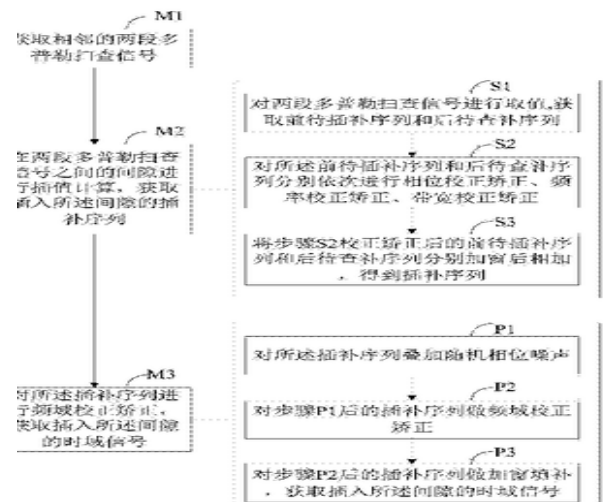 M1
获取相邻的两段多
普勒扫查信号
M2
在两段多普勒扫查
信号之间的间隙进
行插值计算，获取
插入所述间隙的插
补序列
M3
对所述插补序列进
行频域校正矫正，
获取插入所述间隙
的时域信号
S1
对两段多普勒扫查信号进行取值,获
取前待插补序列和后待查补序列
S2
对所述前待插补序列和后待查补序
列分别依次进行相位校正矫正、频
率校正矫正、带宽校正矫正
S3
将步骤S2校正矫正后的前待插补序
列和后待查补序列分别加窗后相加
，得到插补序列
P1
对所述插补序列叠加随机相位噪声
P2
对步骤P1后的插补序列做频域校正
矫正
P3
对步骤P2后的插补序列做加窗填补
，获取插入所述间隙的时域信号